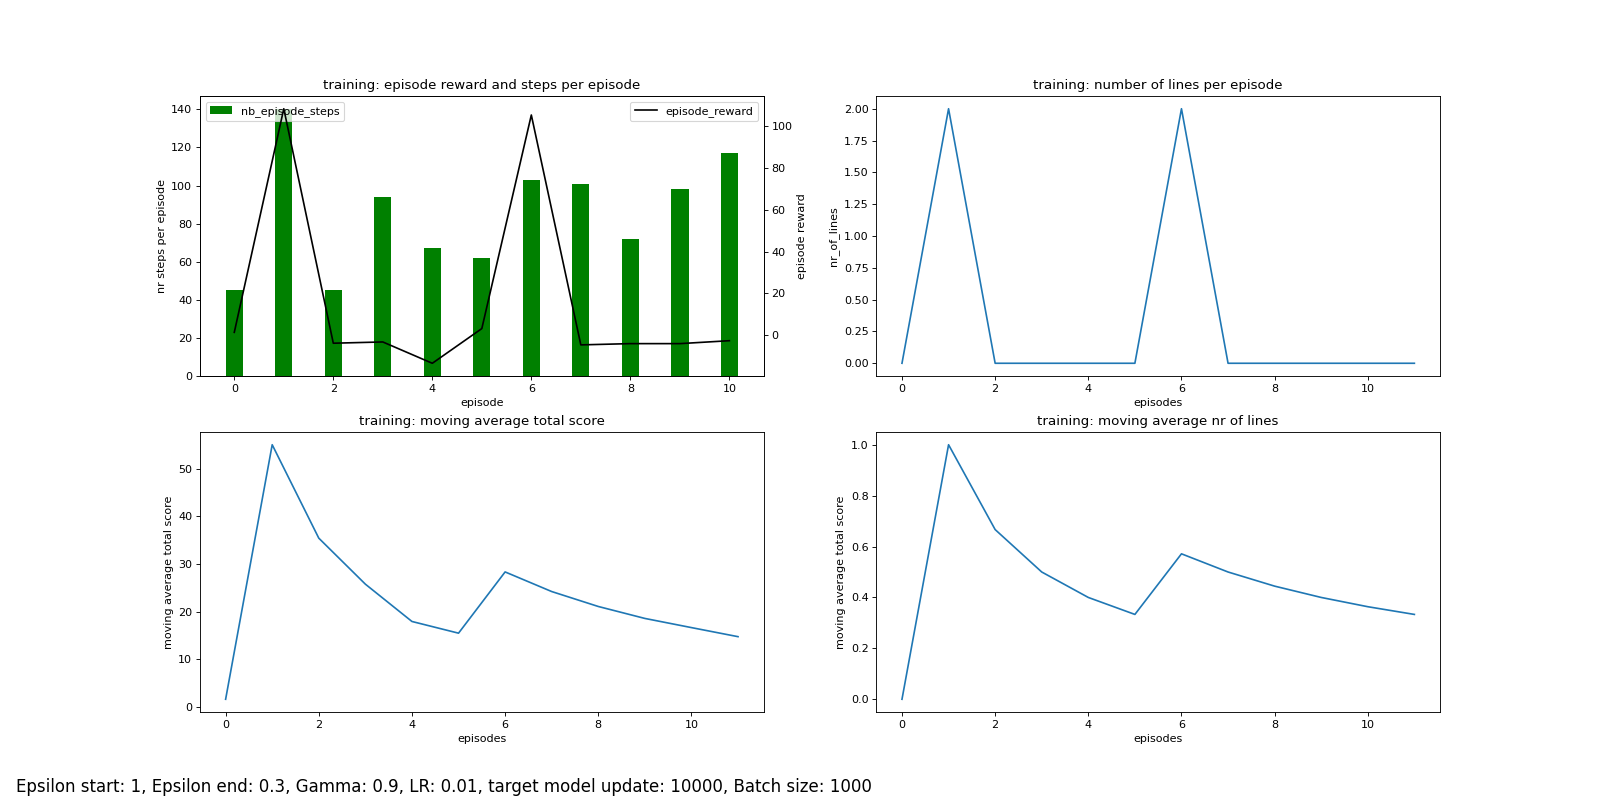 training: episode reward and steps per episode
nb_episode_steps
episode_reward
140
120
100
80
60
40
20
0
nr steps per episode
100
80
60
40
20
0
episode reward
0 2 4 6 8 10
episode
training: number of lines per episode
2.00
1.75
1.50
1.25
1.00
0.75
0.50
0.25
0.00
nr_of_lines
0 2 4 6 8 10
episodes
training: moving average total score
50
40
30
20
10
0
moving average total score
0 2 4 6 8 10
episodes
training: moving average nr of lines
1.0
0.8
0.6
0.4
0.2
0.0
moving average total score
0 2 4 6 8 10
episodes
Epsilon start: 1, Epsilon end: 0.3, Gamma: 0.9, LR: 0.01, target model update: 10000, Batch size: 1000